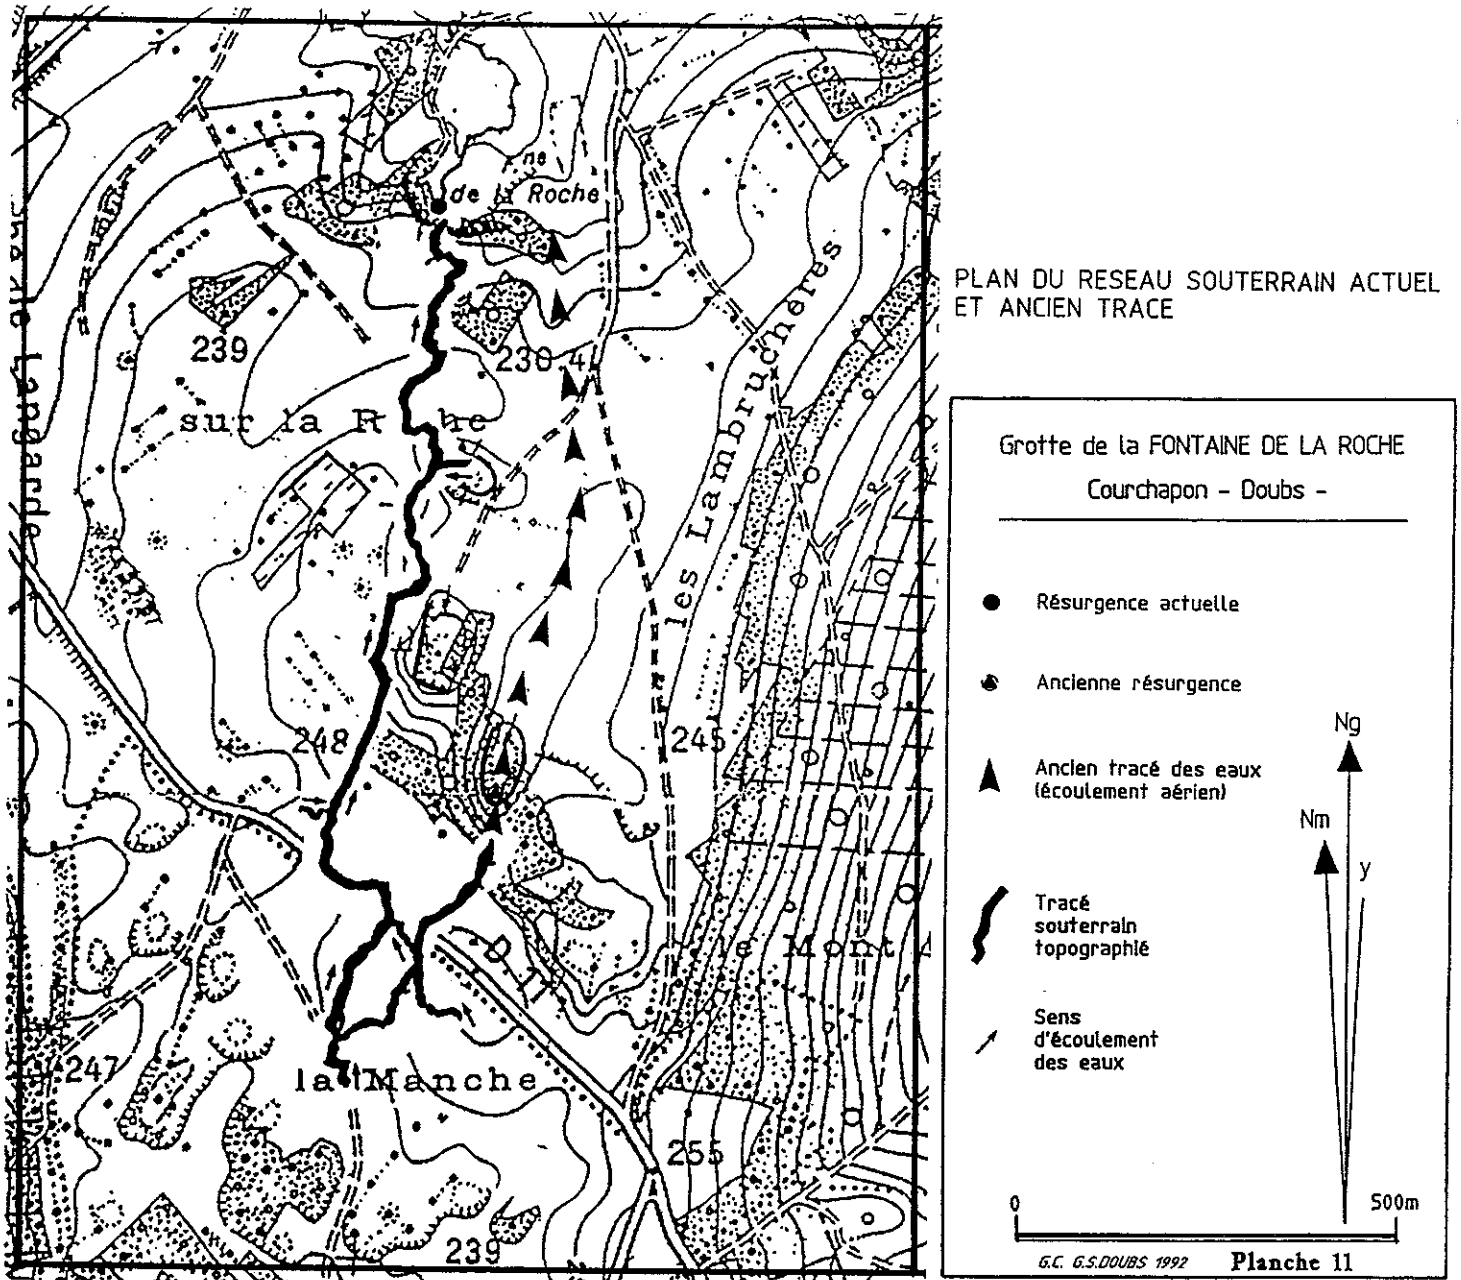 ne
de la Roche
239
230.4
sur la R he
les Lambruchères
Langarde
248
245
le Mont
247
la Manche
255
239
PLAN DU RESEAU SOUTERRAIN ACTUEL
ET ANCIEN TRACE
Grotte de la FONTAINE DE LA ROCHE
Courchapon - Doubs -
Résurgence actuelle
Ancienne résurgence
Ancien tracé des eaux
(écoulement aérien)
Tracé
souterrain
topographié
Sens
d'écoulement
des eaux
Ng
Nm
y
0 500m
G.C. G.S.DOUBS 1992 Planche 11